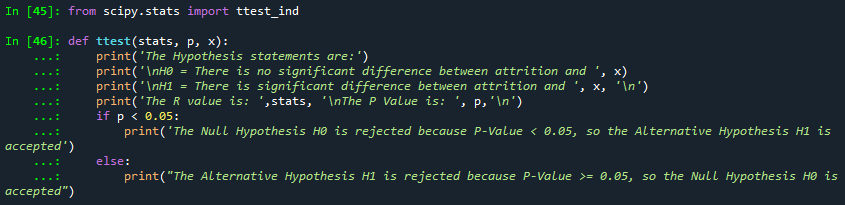 In [45]: from scipy.stats import ttest_ind
In [46]: def ttest(stats, p, x):
...:     print('The Hypothesis statements are:')
...:     print('\nH0 = There is no significant difference between attrition and ', x)
...:     print('\nH1 = There is significant difference between attrition and ', x, '\n')
...:     print('The R value is: ',stats, '\nThe P Value is: ', p,'\n')
...:     if p < 0.05:
...:         print('The Null Hypothesis H0 is rejected because P-Value < 0.05, so the Alternative Hypothesis H1 is
accepted')
...:     else:
...:         print("The Alternative Hypothesis H1 is rejected because P-Value >= 0.05, so the Null Hypothesis H0 is
accepted")